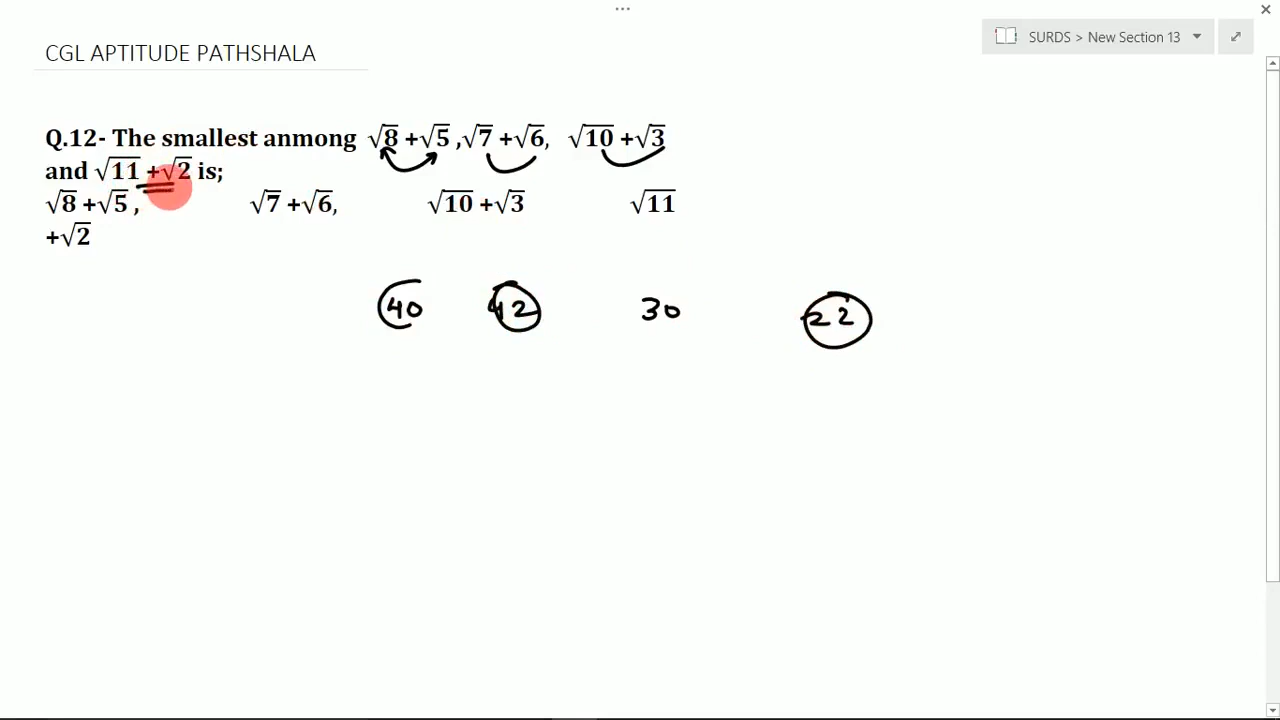 ...
SURDS > New Section 13
CGL APTITUDE PATHSHALA
Q.12- The smallest anmong √8 +√5 ,√7 +√6, √10 +√3
and √11 +√2 is;
√8 +√5 , √7 +√6, √10 +√3 √11
+√2
40 42 30 22